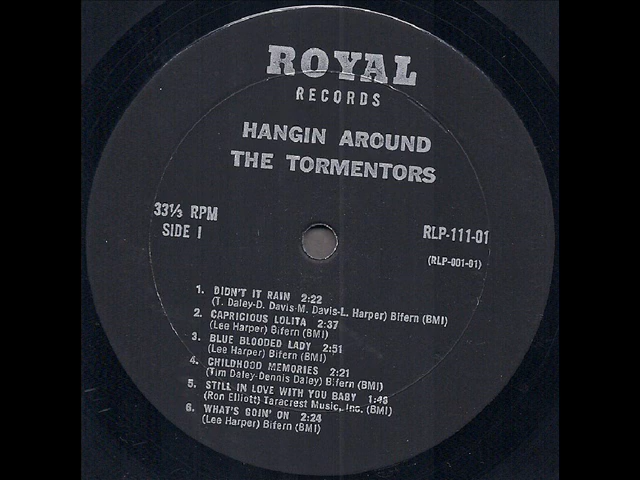 ROYAL
RECORDS
HANGIN AROUND
THE TORMENTORS
33⅓ RPM
SIDE 1
RLP-111-01
(RLP-001-01)
1. DIDN'T IT RAIN 2:22
(T. Daley-D. Davis-M. Davis-L. Harper) Bifern (BMI)
2. CAPRICIOUS LOLITA 2:37
(Lee Harper) Bifern (BMI)
3. BLUE BLOODED LADY 2:51
(Lee Harper) Bifern (BMI)
4. CHILDHOOD MEMORIES 2:21
(Tim Daley-Dennis Daley) Bifern (BMI)
5. STILL IN LOVE WITH YOU BABY 1:46
(Ron Elliott) Taracrest Music, Inc. (BMI)
6. WHAT'S GOIN' ON 2:24
(Lee Harper) Bifern (BMI)